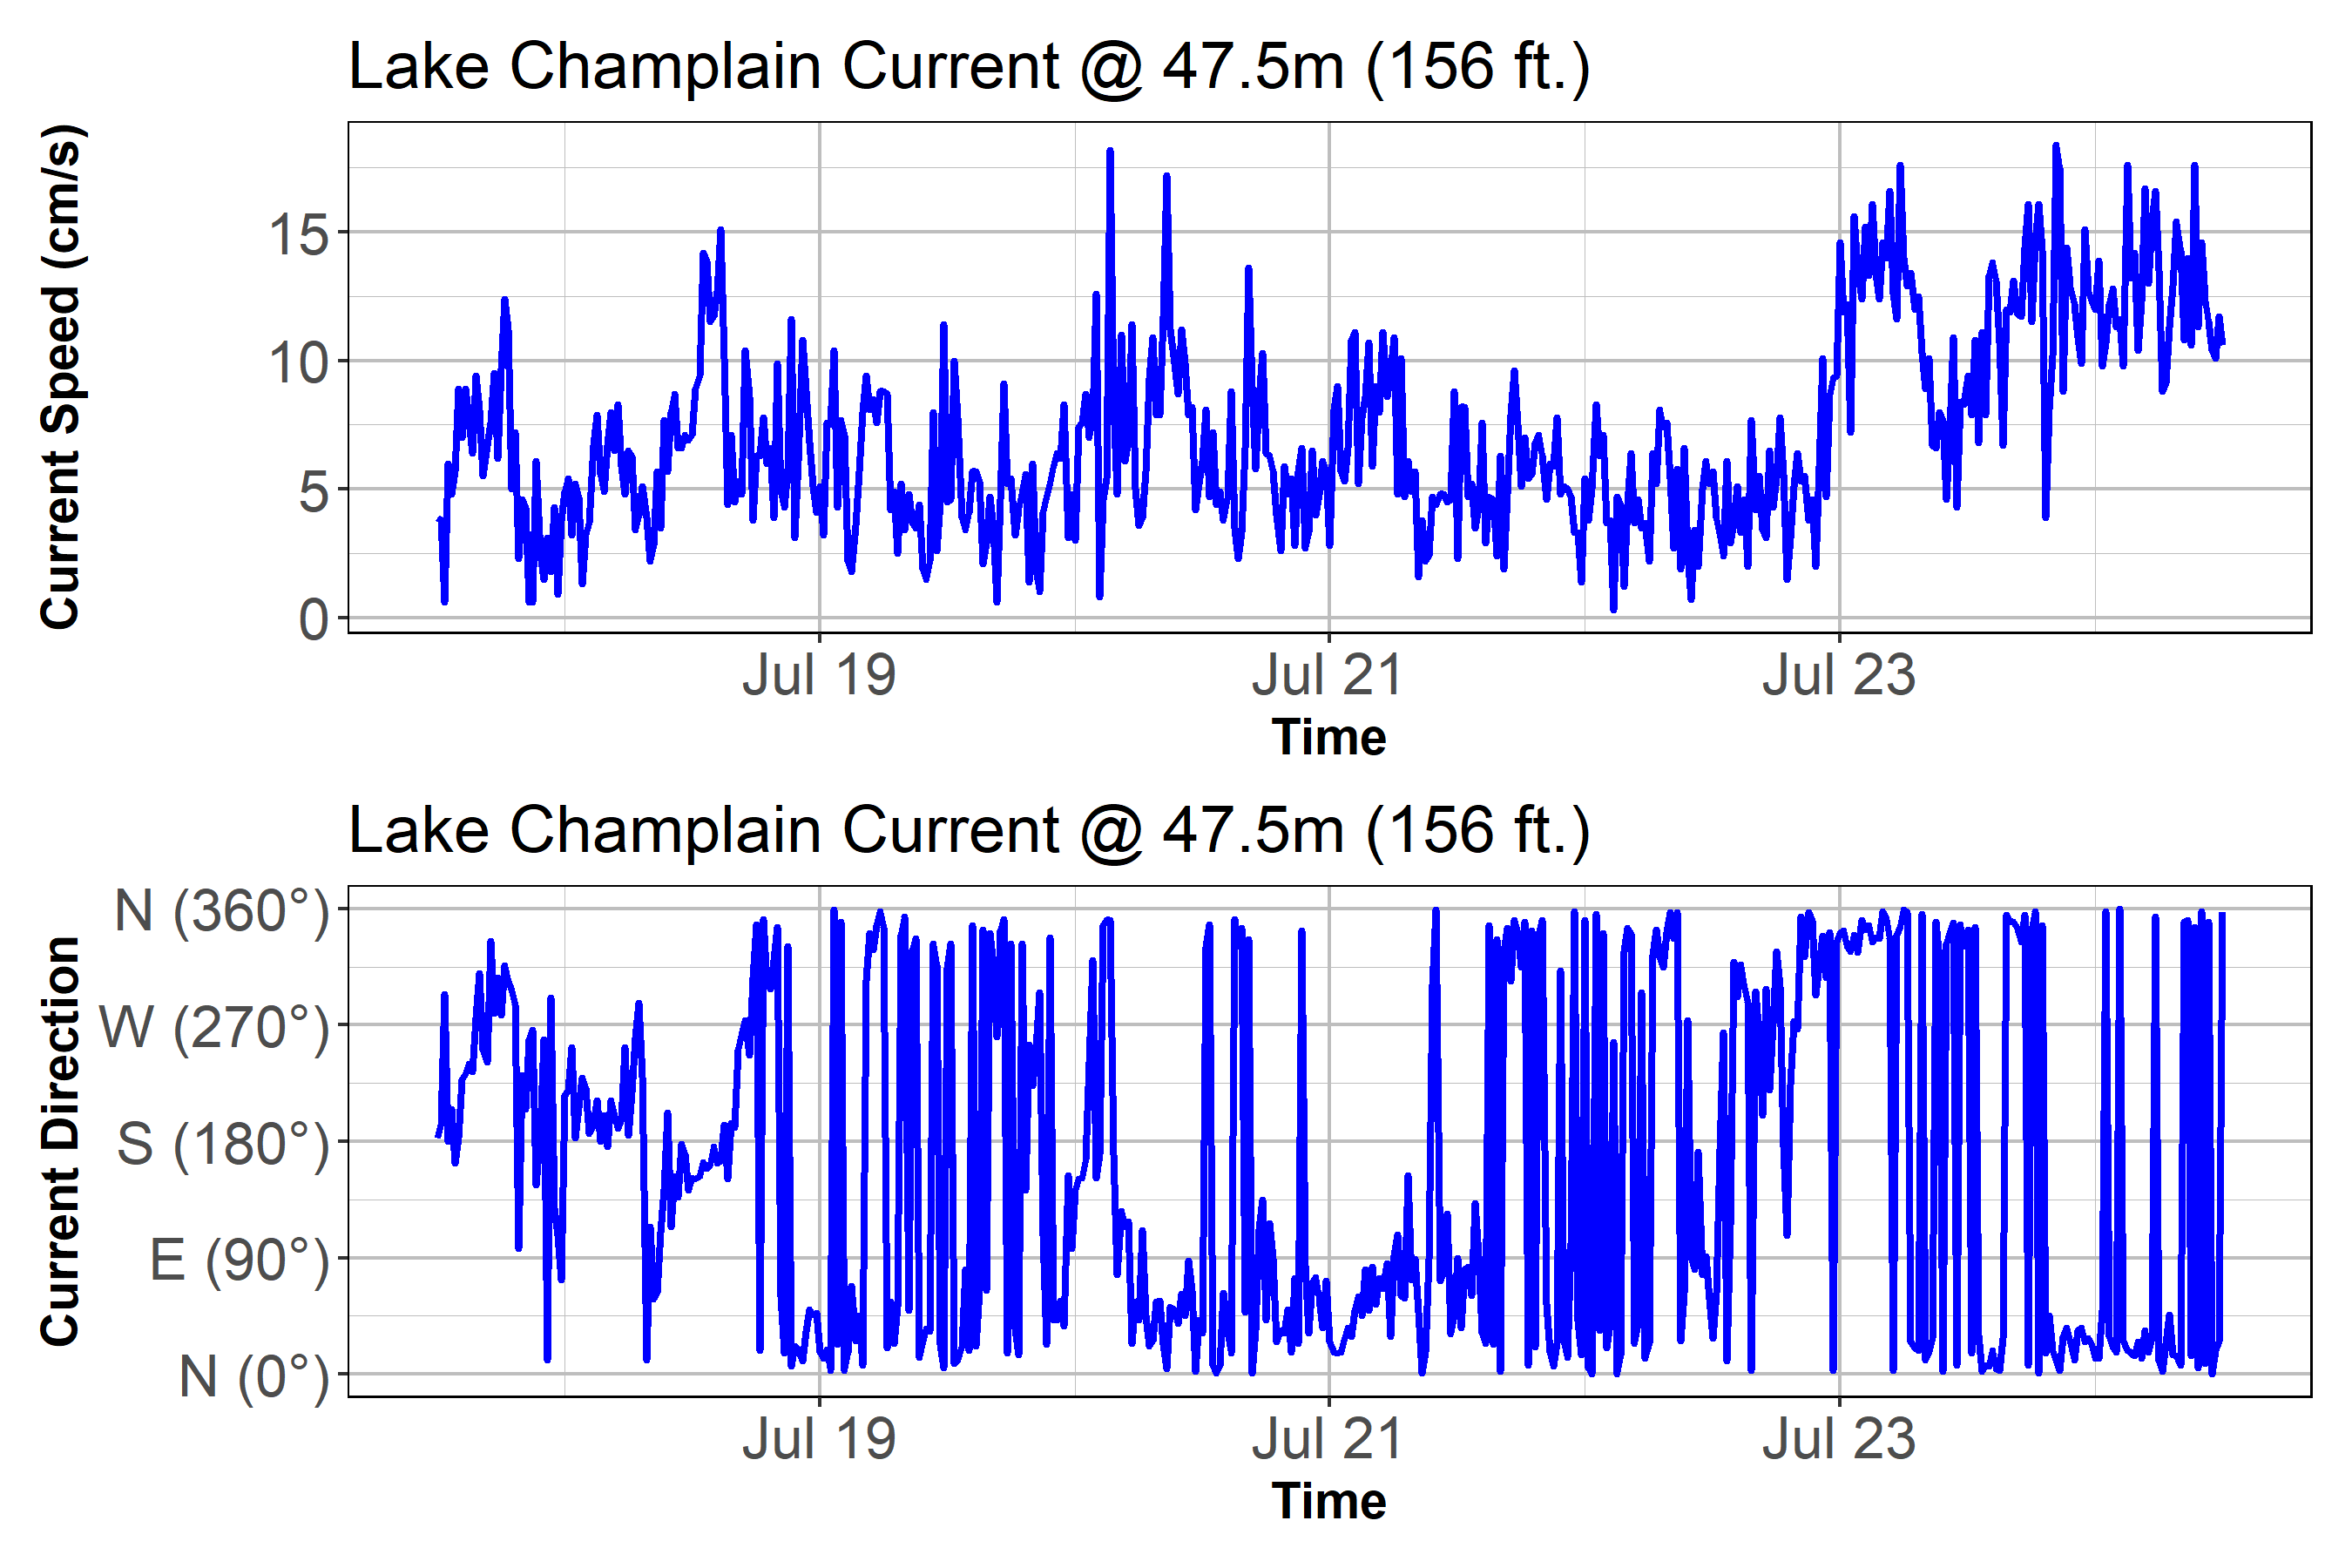 Lake Champlain Current @ 47.5m (156 ft.)
Current Speed (cm/s)
15
10
5
0
Jul 19 Jul 21 Jul 23
Time
Lake Champlain Current @ 47.5m (156 ft.)
Current Direction
N (360°)
W (270°)
S (180°)
E (90°)
N (0°)
Jul 19 Jul 21 Jul 23
Time